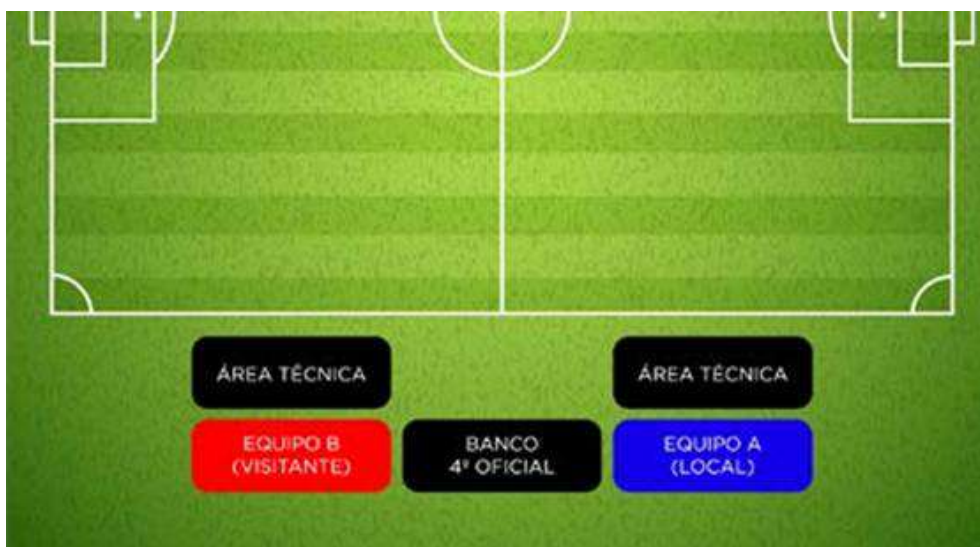 ÁREA TÉCNICA
ÁREA TÉCNICA
EQUIPO B
(VISITANTE)
BANCO
4º OFICIAL
EQUIPO A
(LOCAL)